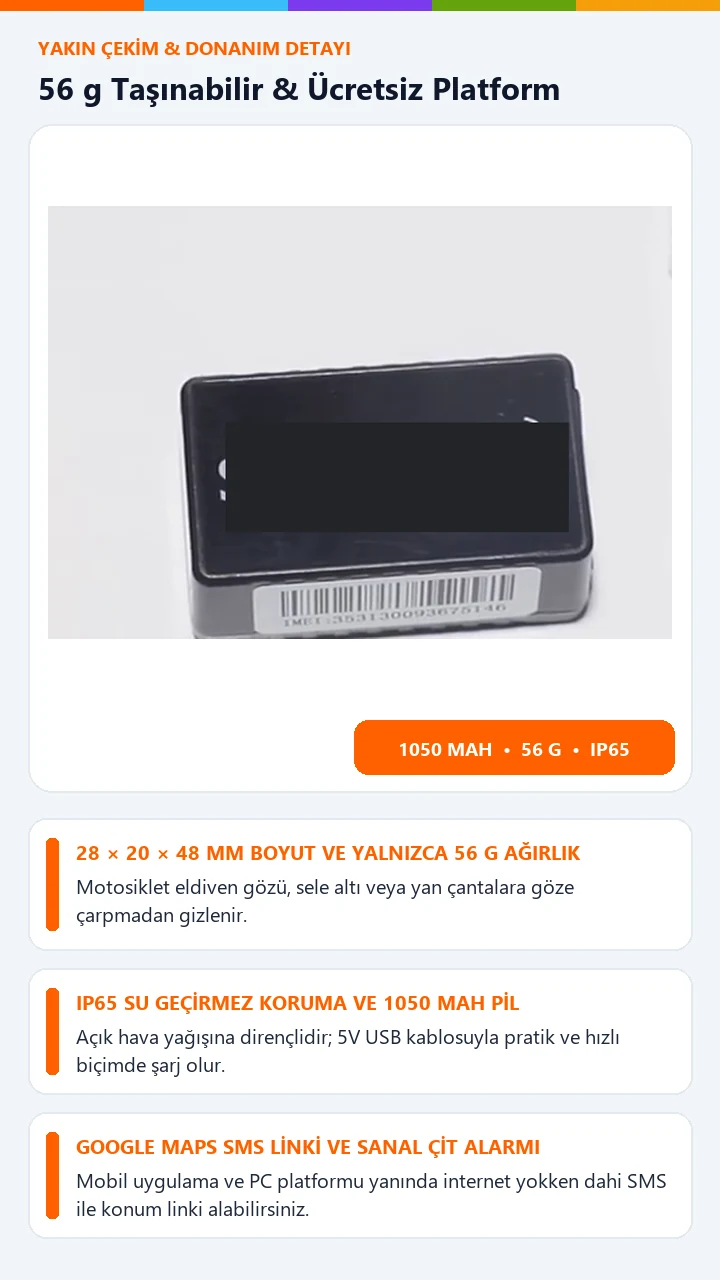 YAKIN ÇEKİM & DONANIM DETAYI
56 g Taşınabilir & Ücretsiz Platform
IMEI:353130093675146
1050 MAH • 56 G • IP65
28 × 20 × 48 MM BOYUT VE YALNIZCA 56 G AĞIRLIK
Motosiklet eldiven gözü, sele altı veya yan çantalara göze
çarpmadan gizlenir.
IP65 SU GEÇİRMEZ KORUMA VE 1050 MAH PİL
Açık hava yağışına dirençlidir; 5V USB kablosuyla pratik ve hızlı
biçimde şarj olur.
GOOGLE MAPS SMS LİNKİ VE SANAL ÇİT ALARMI
Mobil uygulama ve PC platformu yanında internet yokken dahi SMS
ile konum linki alabilirsiniz.